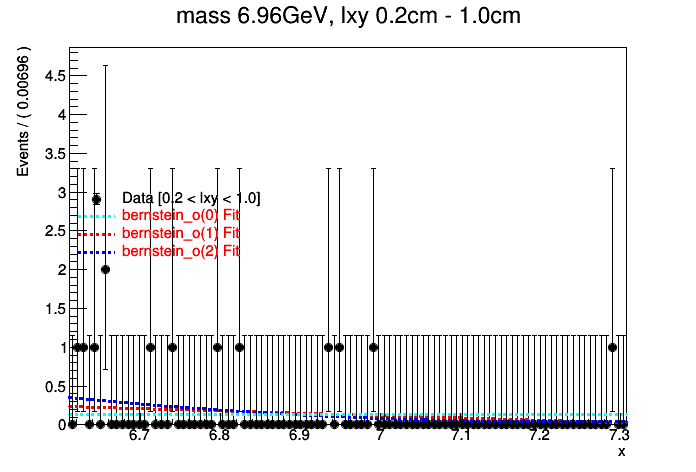 mass 6.96GeV, lxy 0.2cm - 1.0cm
Events / ( 0.00696 )
4.5
4
3.5
3
2.5
2
1.5
1
0.5
0
Data [0.2 < lxy < 1.0]
bernstein_o(0) Fit
bernstein_o(1) Fit
bernstein_o(2) Fit
6.7 6.8 6.9 7 7.1 7.2 7.3
x